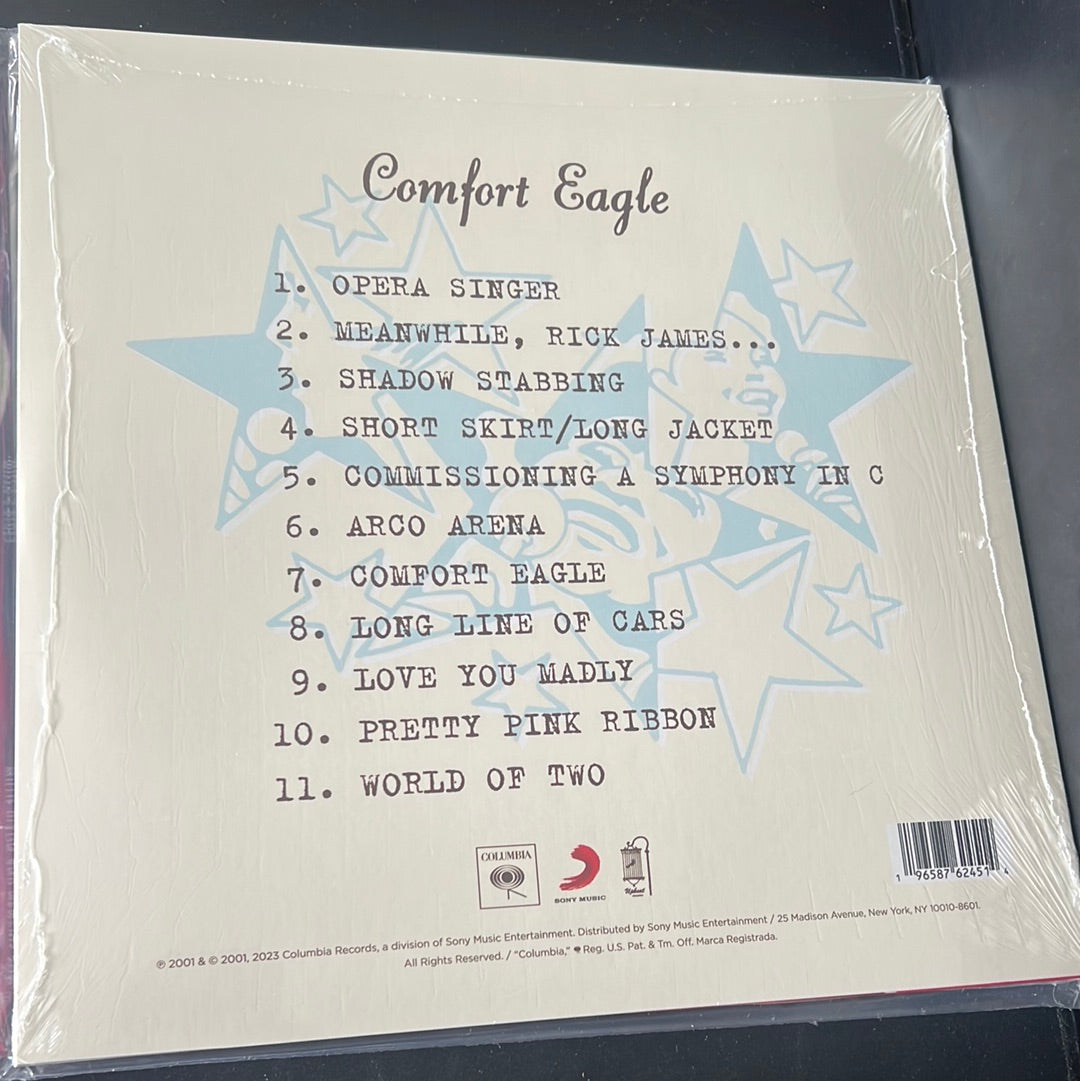 Comfort Eagle
1. OPERA SINGER
2. MEANWHILE, RICK JAMES...
3. SHADOW STABBING
4. SHORT SKIRT/LONG JACKET
5. COMMISSIONING A SYMPHONY IN C
6. ARCO ARENA
7. COMFORT EAGLE
8. LONG LINE OF CARS
9. LOVE YOU MADLY
10. PRETTY PINK RIBBON
11. WORLD OF TWO
COLUMBIA
SONY MUSIC
Upbeat
1 96587 62451 4
℗ 2001 & © 2001, 2023 Columbia Records, a division of Sony Music Entertainment. Distributed by Sony Music Entertainment / 25 Madison Avenue, New York, NY 10010-8601.
All Rights Reserved. / "Columbia," Reg. U.S. Pat. & Tm. Off. Marca Registrada.